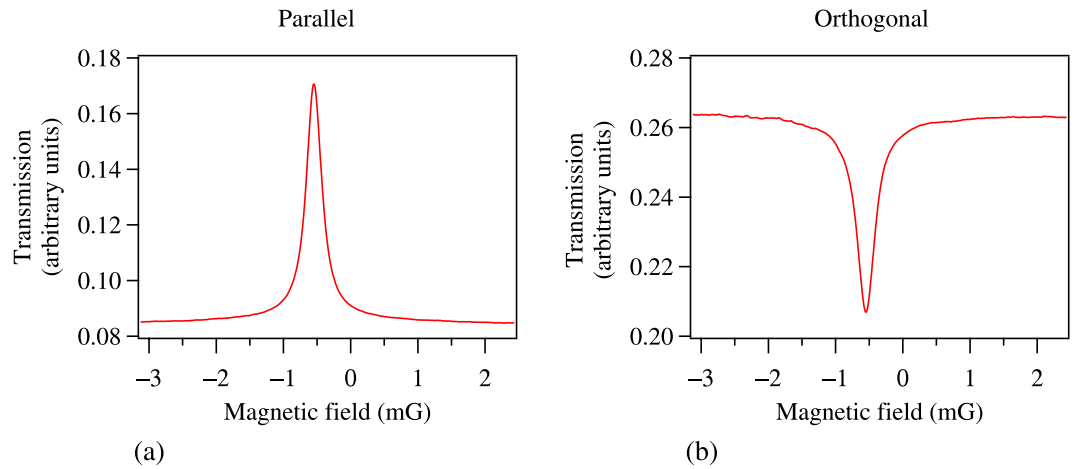 Parallel
0.18
0.16
0.14
0.12
0.10
0.08
Transmission
(arbitrary units)
−3 −2 −1 0 1 2
Magnetic field (mG)
(a)
Orthogonal
0.28
0.26
0.24
0.22
0.20
Transmission
(arbitrary units)
−3 −2 −1 0 1 2
Magnetic field (mG)
(b)